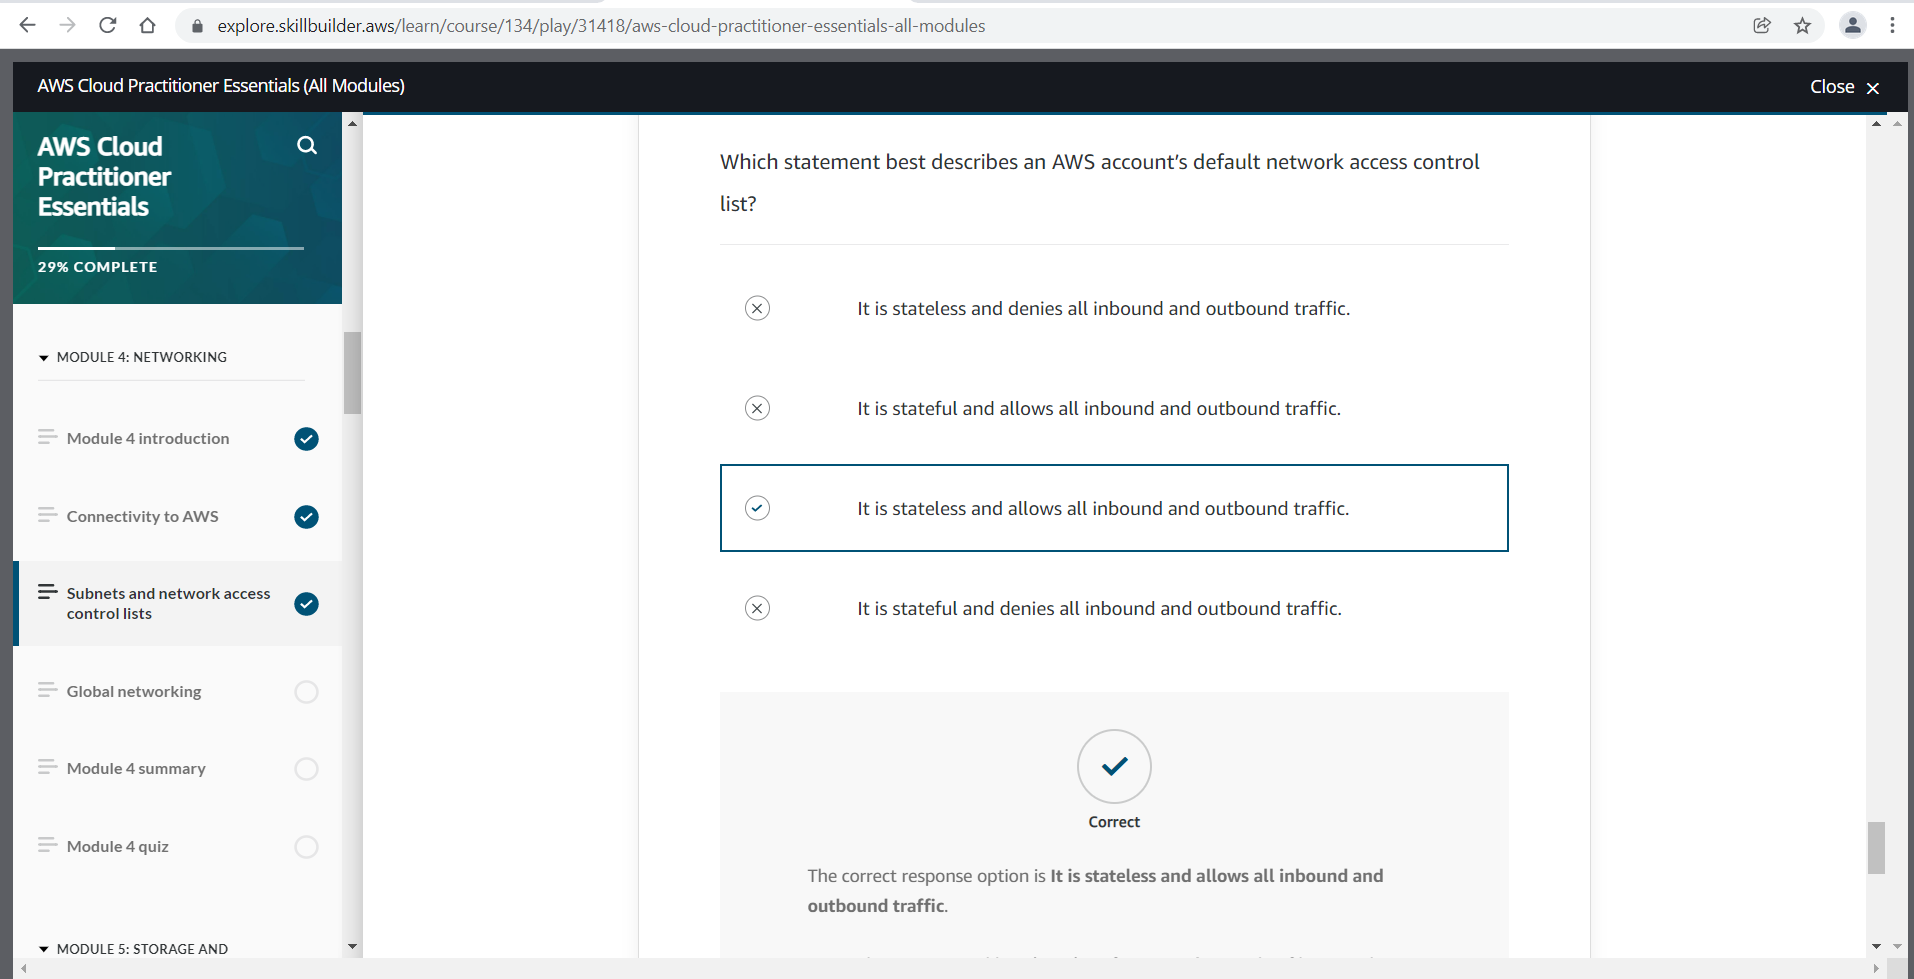 explore.skillbuilder.aws/learn/course/134/play/31418/aws-cloud-practitioner-essentials-all-modules
AWS Cloud Practitioner Essentials (All Modules)
Close
AWS Cloud
Practitioner
Essentials
29% COMPLETE
MODULE 4: NETWORKING
Module 4 introduction
Connectivity to AWS
Subnets and network access
control lists
Global networking
Module 4 summary
Module 4 quiz
MODULE 5: STORAGE AND
Which statement best describes an AWS account’s default network access control
list?
It is stateless and denies all inbound and outbound traffic.
It is stateful and allows all inbound and outbound traffic.
It is stateless and allows all inbound and outbound traffic.
It is stateful and denies all inbound and outbound traffic.
Correct
The correct response option is It is stateless and allows all inbound and
outbound traffic.